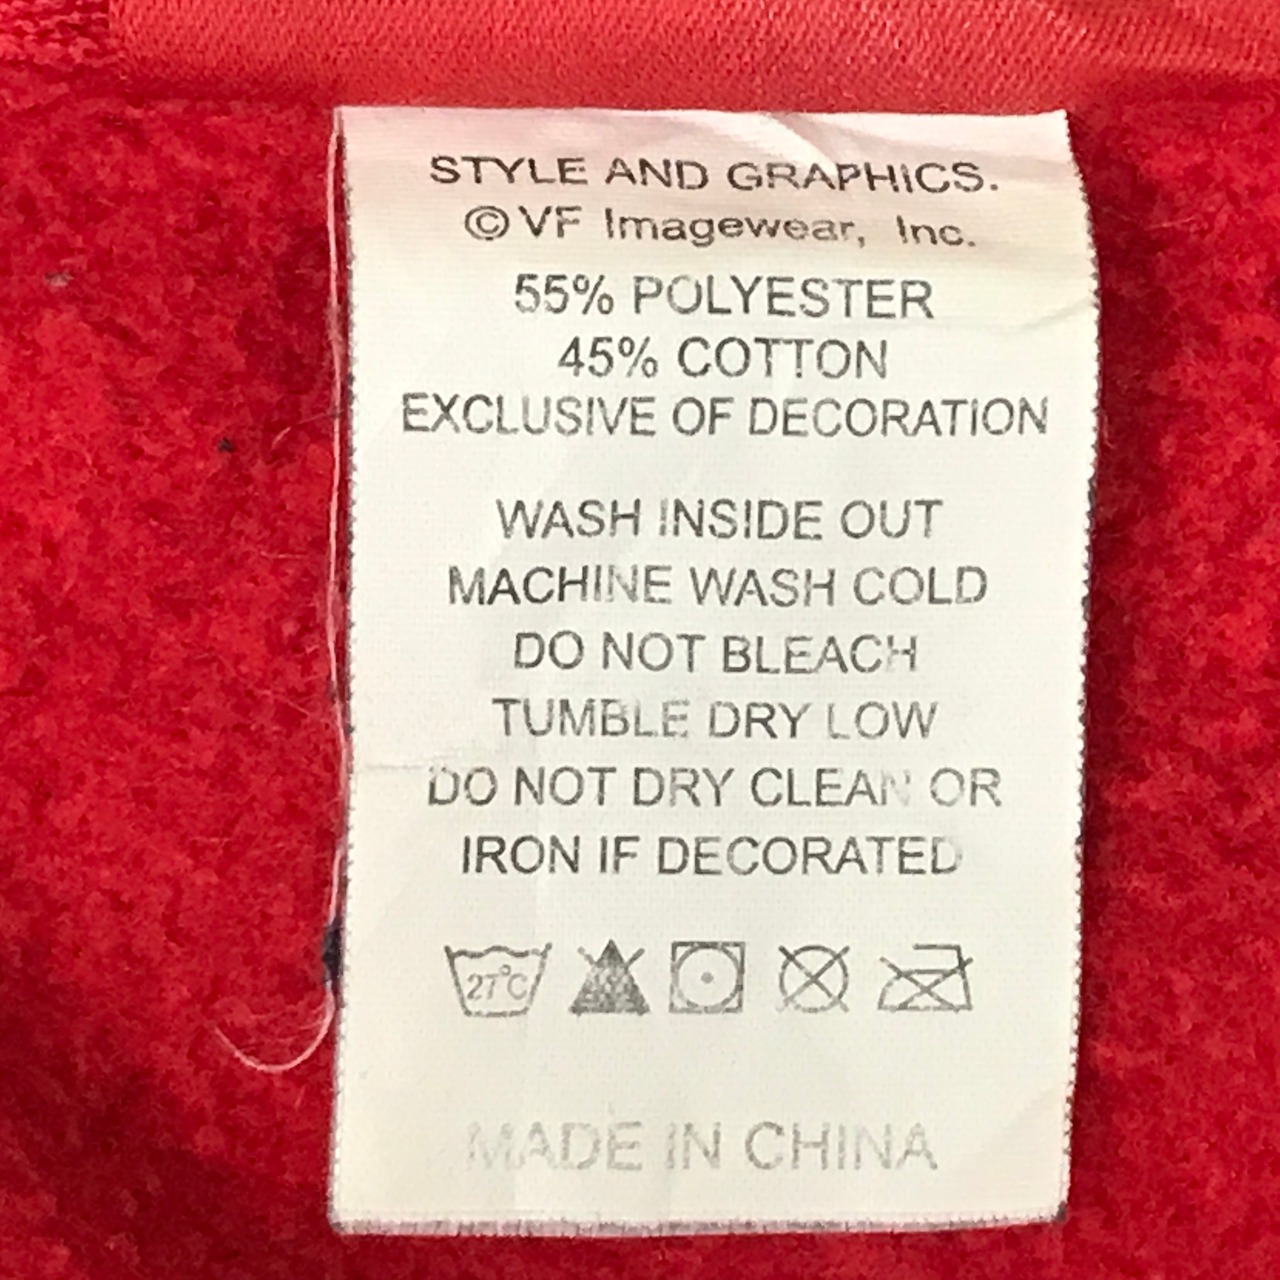 STYLE AND GRAPHICS.
© VF Imagewear, Inc.
55% POLYESTER
45% COTTON
EXCLUSIVE OF DECORATION
WASH INSIDE OUT
MACHINE WASH COLD
DO NOT BLEACH
TUMBLE DRY LOW
DO NOT DRY CLEAN OR
IRON IF DECORATED
27°C
MADE IN CHINA